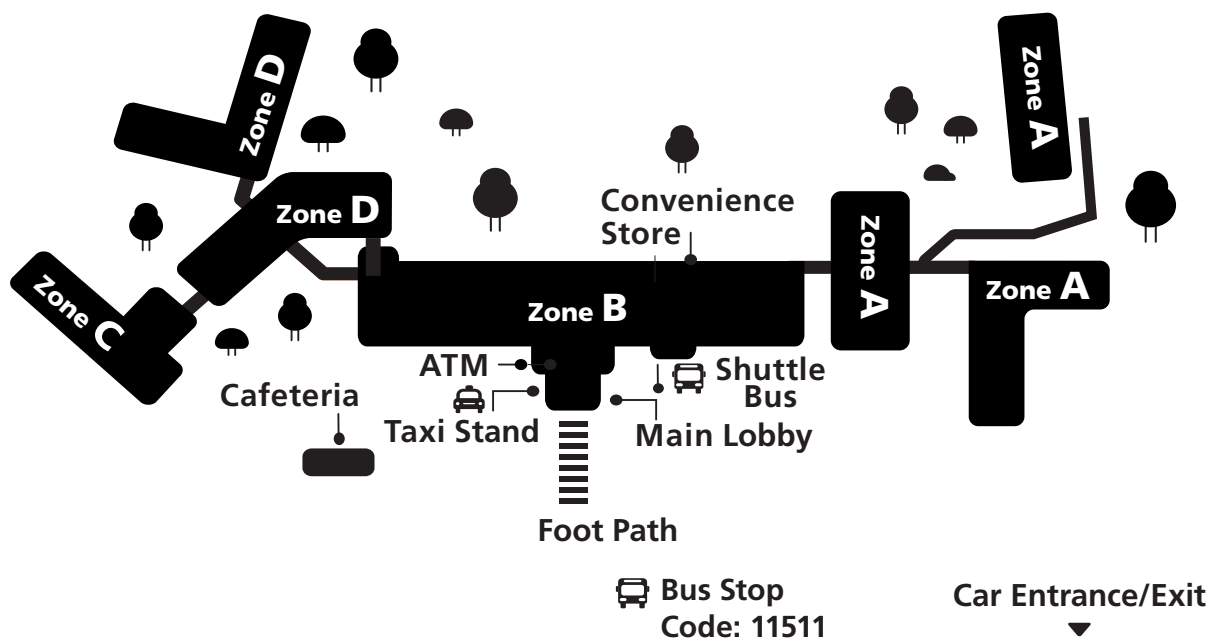 Zone D
Zone A
Convenience
Store
Zone D
Zone A
Zone C
Zone B
Zone A
ATM
Shuttle
Bus
Cafeteria
Taxi Stand
Main Lobby
Foot Path
Bus Stop
Code: 11511
Car Entrance/Exit